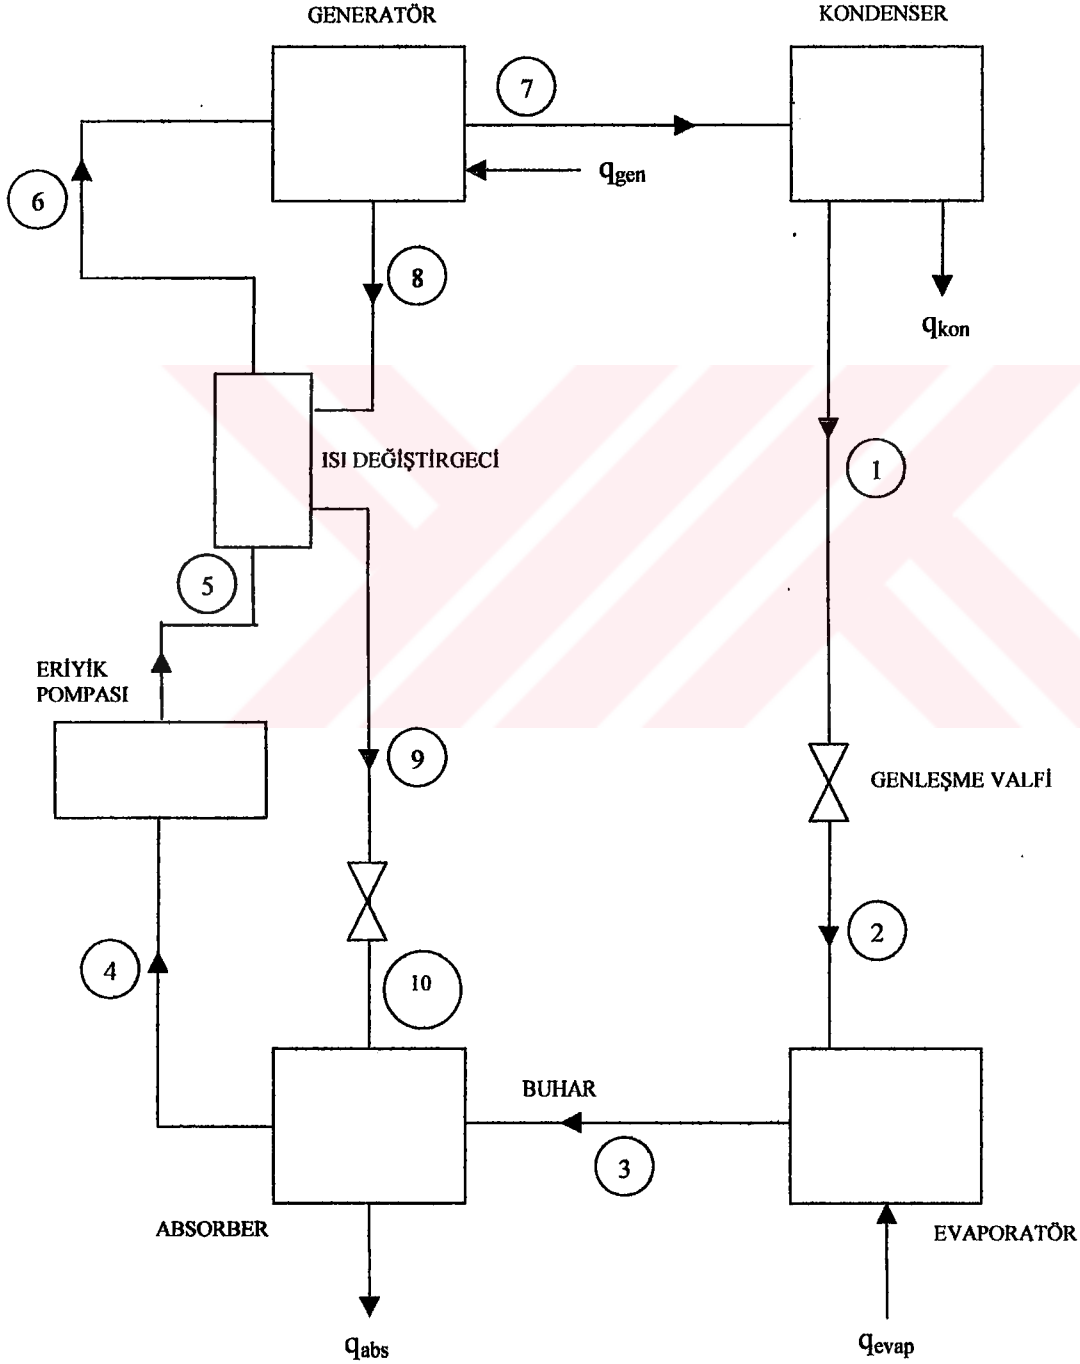 GENERATÖR
KONDENSER
7
qgen
6
8
qkon
ISI DEĞİŞTİRGECİ
1
5
ERİYİK
POMPASI
9
GENLEŞME VALFİ
2
4
10
BUHAR
3
ABSORBER
EVAPORATÖR
qabs
qevap